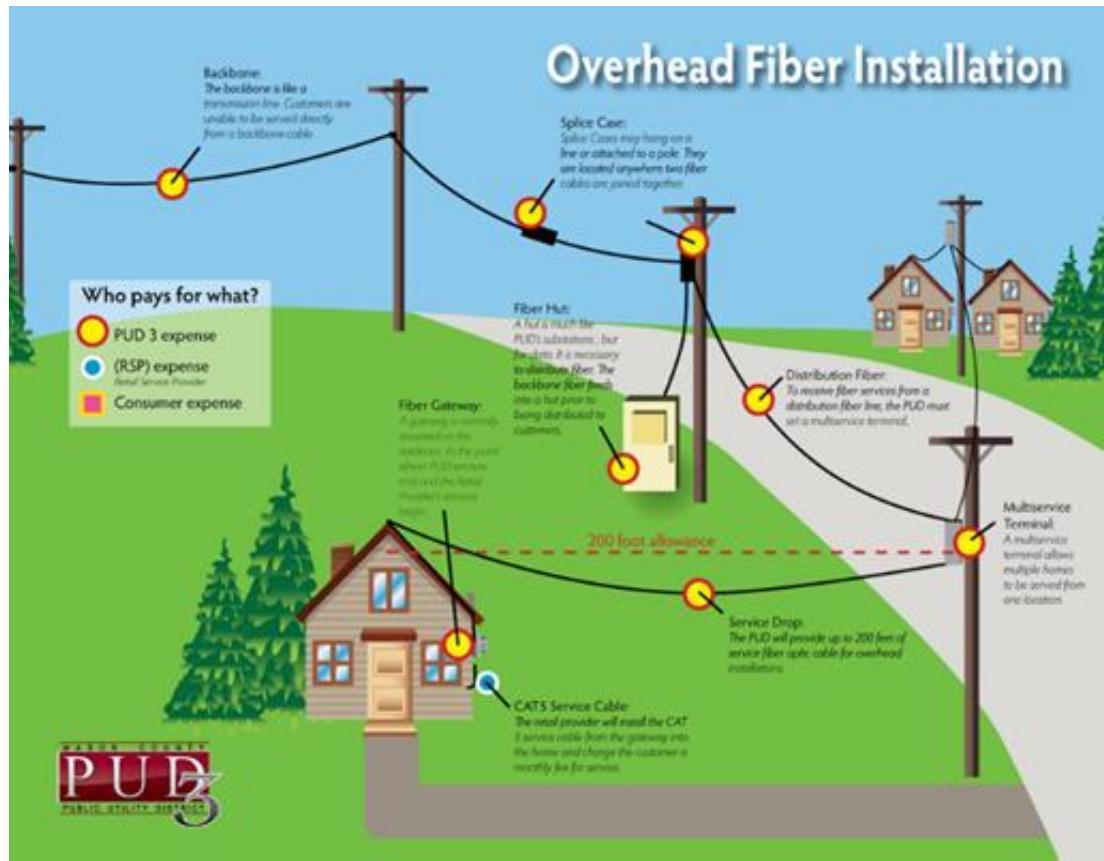 Overhead Fiber Installation
Backbone:
The backbone is like a
transmission line. Customers are
unable to be served directly
from a backbone cable
Splice Case:
Splice Cases may hang on a
line or attached to a pole. They
are located anywhere two fiber
cables are joined together.
Who pays for what?
PUD 3 expense
(RSP) expense
Retail Service Provider
Consumer expense
Fiber Hut:
A hut is much like
PUD's substations, but
for data. It is necessary
to distribute fiber. The
backbone fiber feeds
into a hut prior to
being distributed to
customers.
Distribution Fiber:
To receive fiber services from a
distribution fiber line, the PUD must
set a multiservice terminal.
Fiber Gateway:
A gateway is normally
mounted on the
residence. Its the point
where PUD services
end and the Retail
Provider's services
begin.
200 foot allowance
Multiservice
Terminal:
A multiservice
terminal allows
multiple homes
to be served from
one location
Service Drop:
The PUD will provide up to 200 feet of
service fiber optic cable for overhead
installations.
CAT5 Service Cable:
The retail provider will install the CAT
5 service cable from the gateway into
the home and charge the customer a
monthly fee for service.
MASON COUNTY
PUD 3
PUBLIC UTILITY DISTRICT